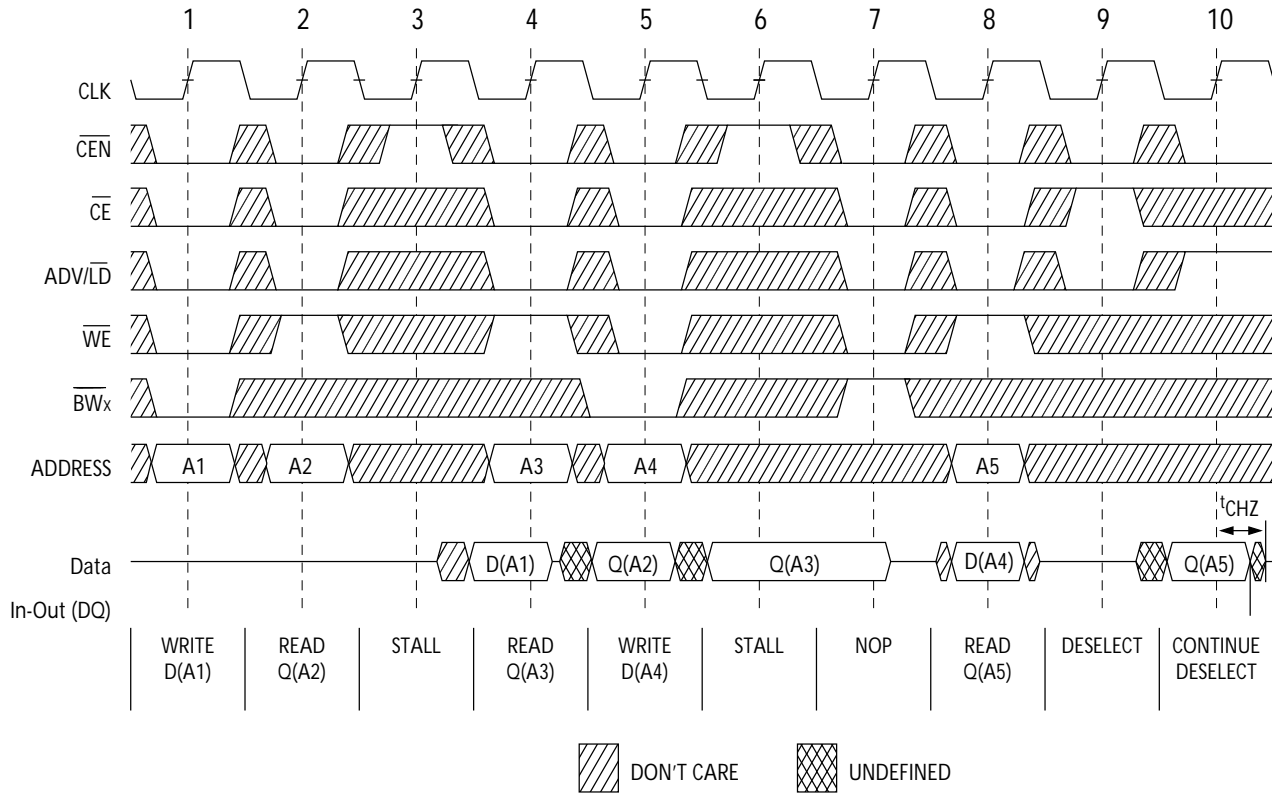 1 2 3 4 5 6 7 8 9 10
CLK
CEN
CE
ADV/LD
WE
BWx
ADDRESS A1 A2 A3 A4 A5
tCHZ
Data D(A1) Q(A2) Q(A3) D(A4) Q(A5)
In-Out (DQ)
WRITE READ STALL READ WRITE STALL NOP READ DESELECT CONTINUE
D(A1) Q(A2) Q(A3) D(A4) Q(A5) DESELECT
DON'T CARE UNDEFINED